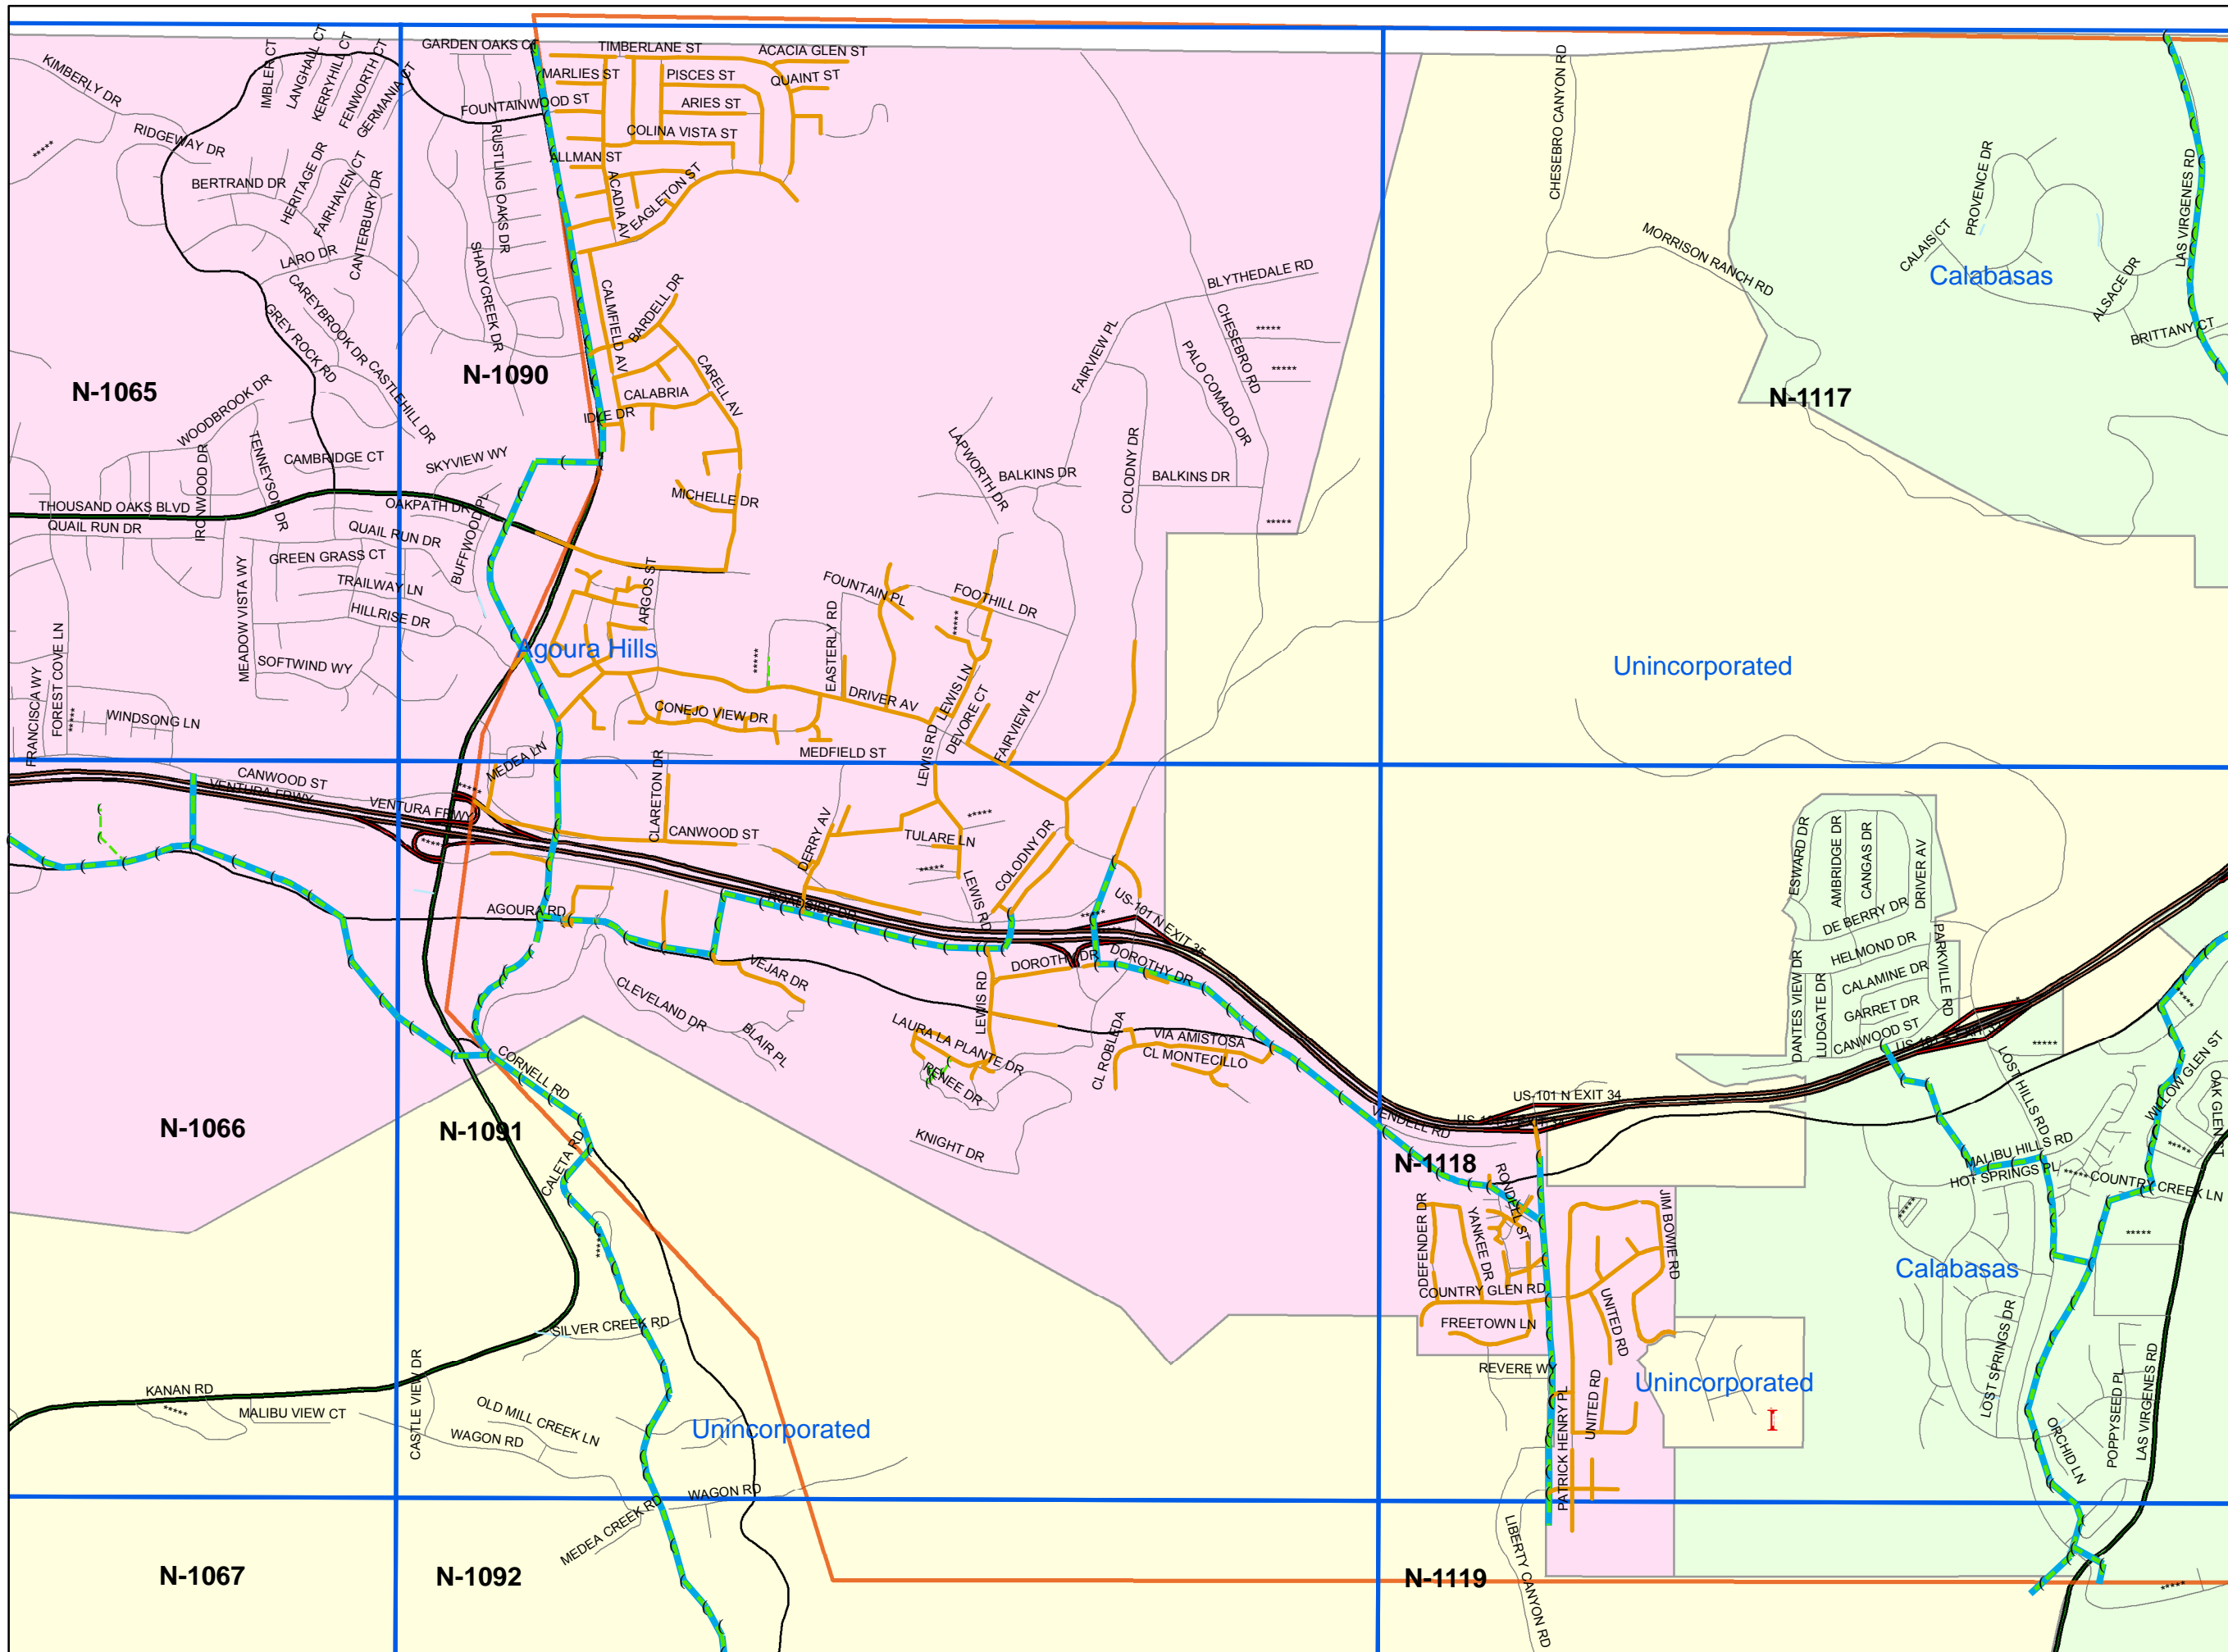 GARDEN OAKS CT
TIMBERLANE ST
ACACIA GLEN ST
KIMBERLY DR
IMBLER CT
LANGHALL CT
KERRYHILL CT
FENWORTH CT
GERMANIA CT
MARLIES ST
PISCES ST
QUAINT ST
CHESEBRO CANYON RD
FOUNTAINWOOD ST
ARIES ST
RIDGEWAY DR
*****
RUSTLING OAKS DR
COLINA VISTA ST
ALLMAN ST
BERTRAND DR
HERITAGE DR
FAIRHAVEN CT
CANTERBURY DR
ACADIA AV
EAGLETON ST
PROVENCE DR
LAS VIRGENES RD
CALAIS CT
Calabasas
LARO DR
SHADYCREEK DR
MORRISON RANCH RD
ALSACE DR
BRITTANY CT
CAREYBROOK DR
GREY ROCK RD
CASTLEHILL DR
CALMFIELD AV
BARDELL DR
BLYTHEDALE RD
CHESEBRO RD
*****
*****
FAIRVIEW PL
PALO COMADO DR
N-1065
N-1090
CALABRIA
CARELL AV
IDLE DR
N-1117
WOODBROOK DR
IRONWOOD DR
TENNEYSON DR
CAMBRIDGE CT
SKYVIEW WY
LAPWORTH DR
BALKINS DR
COLODNY DR
BALKINS DR
MICHELLE DR
THOUSAND OAKS BLVD
OAKPATH DR
QUAIL RUN DR
QUAIL RUN DR
BUFFWOOD PL
*****
GREEN GRASS CT
TRAILWAY LN
HILLRISE DR
MEADOW VISTA WY
ARGOS ST
FOUNTAIN PL
FOOTHILL DR
*****
EASTERLY RD
Agoura Hills
*****
SOFTWIND WY
Unincorporated
FRANCISCA WY
FOREST COVE LN
*****
WINDSONG LN
DRIVER AV
LEWIS LN
DEVORE CT
FAIRVIEW PL
CONEJO VIEW DR
LEWIS RD
MEDFIELD ST
MEDEA LN
CLARETON DR
CANWOOD ST
VENTURA FRWY
VENTURA FRWY
*****
*****
CANWOOD ST
DERRY AV
TULARE LN
*****
*****
COLODNY DR
LEWIS RD
ESWARD DR
AMBRIDGE DR
CANGAS DR
DRIVER AV
AGOURA RD
ROADSIDE DR
*****
US-101 N EXIT 35
DE BERRY DR
HELMOND DR
CALAMINE DR
GARRET DR
CANWOOD ST
PARKVILLE RD
DANTES VIEW DR
LUDGATE DR
DOROTHY DR
DOROTHY DR
VEJAR DR
CLEVELAND DR
BLAIR PL
LEWIS RD
LAURA LA PLANTE DR
RENEE DR
CL ROBLEDA
VIA AMISTOSA
CL MONTECILLO
*****
*****
LOST HILLS RD
WILLOW GLEN ST
OAK GLEN ST
CORNELL RD
US-101 N EXIT 34
VENDELL RD
N-1066
N-1091
CALETA RD
KNIGHT DR
N-1118
MALIBU HILLS RD
HOT SPRINGS PL
*****
*****
COUNTRY CREEK LN
*****
RONDELL ST
YANKEE DR
DEFENDER DR
JIM BOWIE RD
*****
*****
Calabasas
COUNTRY GLEN RD
FREETOWN LN
UNITED RD
SILVER CREEK RD
REVERE WY
LOST SPRINGS DR
CASTLE VIEW DR
KANAN RD
*****
MALIBU VIEW CT
OLD MILL CREEK LN
WAGON RD
Unincorporated
Unincorporated
PATRICK HENRY PL
UNITED RD
ORCHID LN
POPPYSEED PL
LAS VIRGENES RD
WAGON RD
MEDEA CREEK RD
LIBERTY CANYON RD
N-1067
N-1092
N-1119
*****